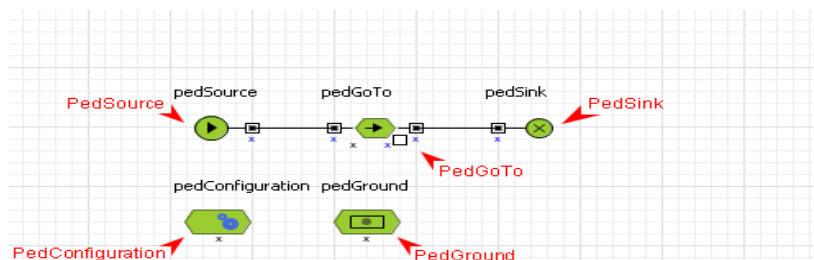 pedSource pedGoTo pedSink
PedSource PedSink
PedGoTo
pedConfiguration pedGround
PedConfiguration PedGround